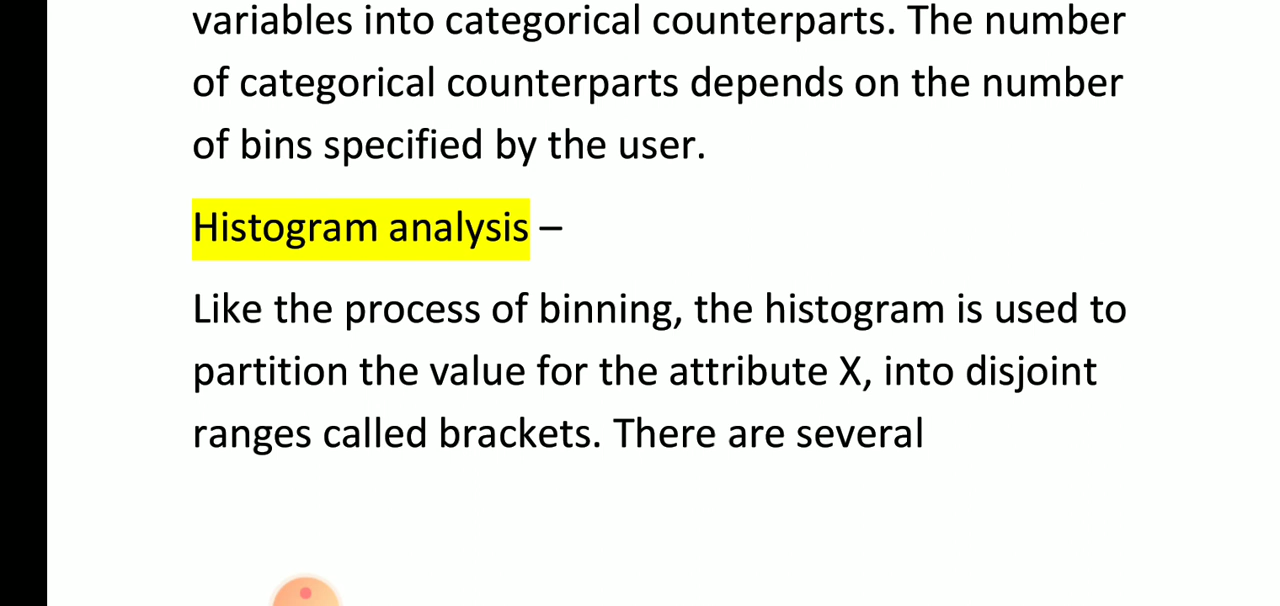 variables into categorical counterparts. The number
of categorical counterparts depends on the number
of bins specified by the user.
Histogram analysis –
Like the process of binning, the histogram is used to
partition the value for the attribute X, into disjoint
ranges called brackets. There are several